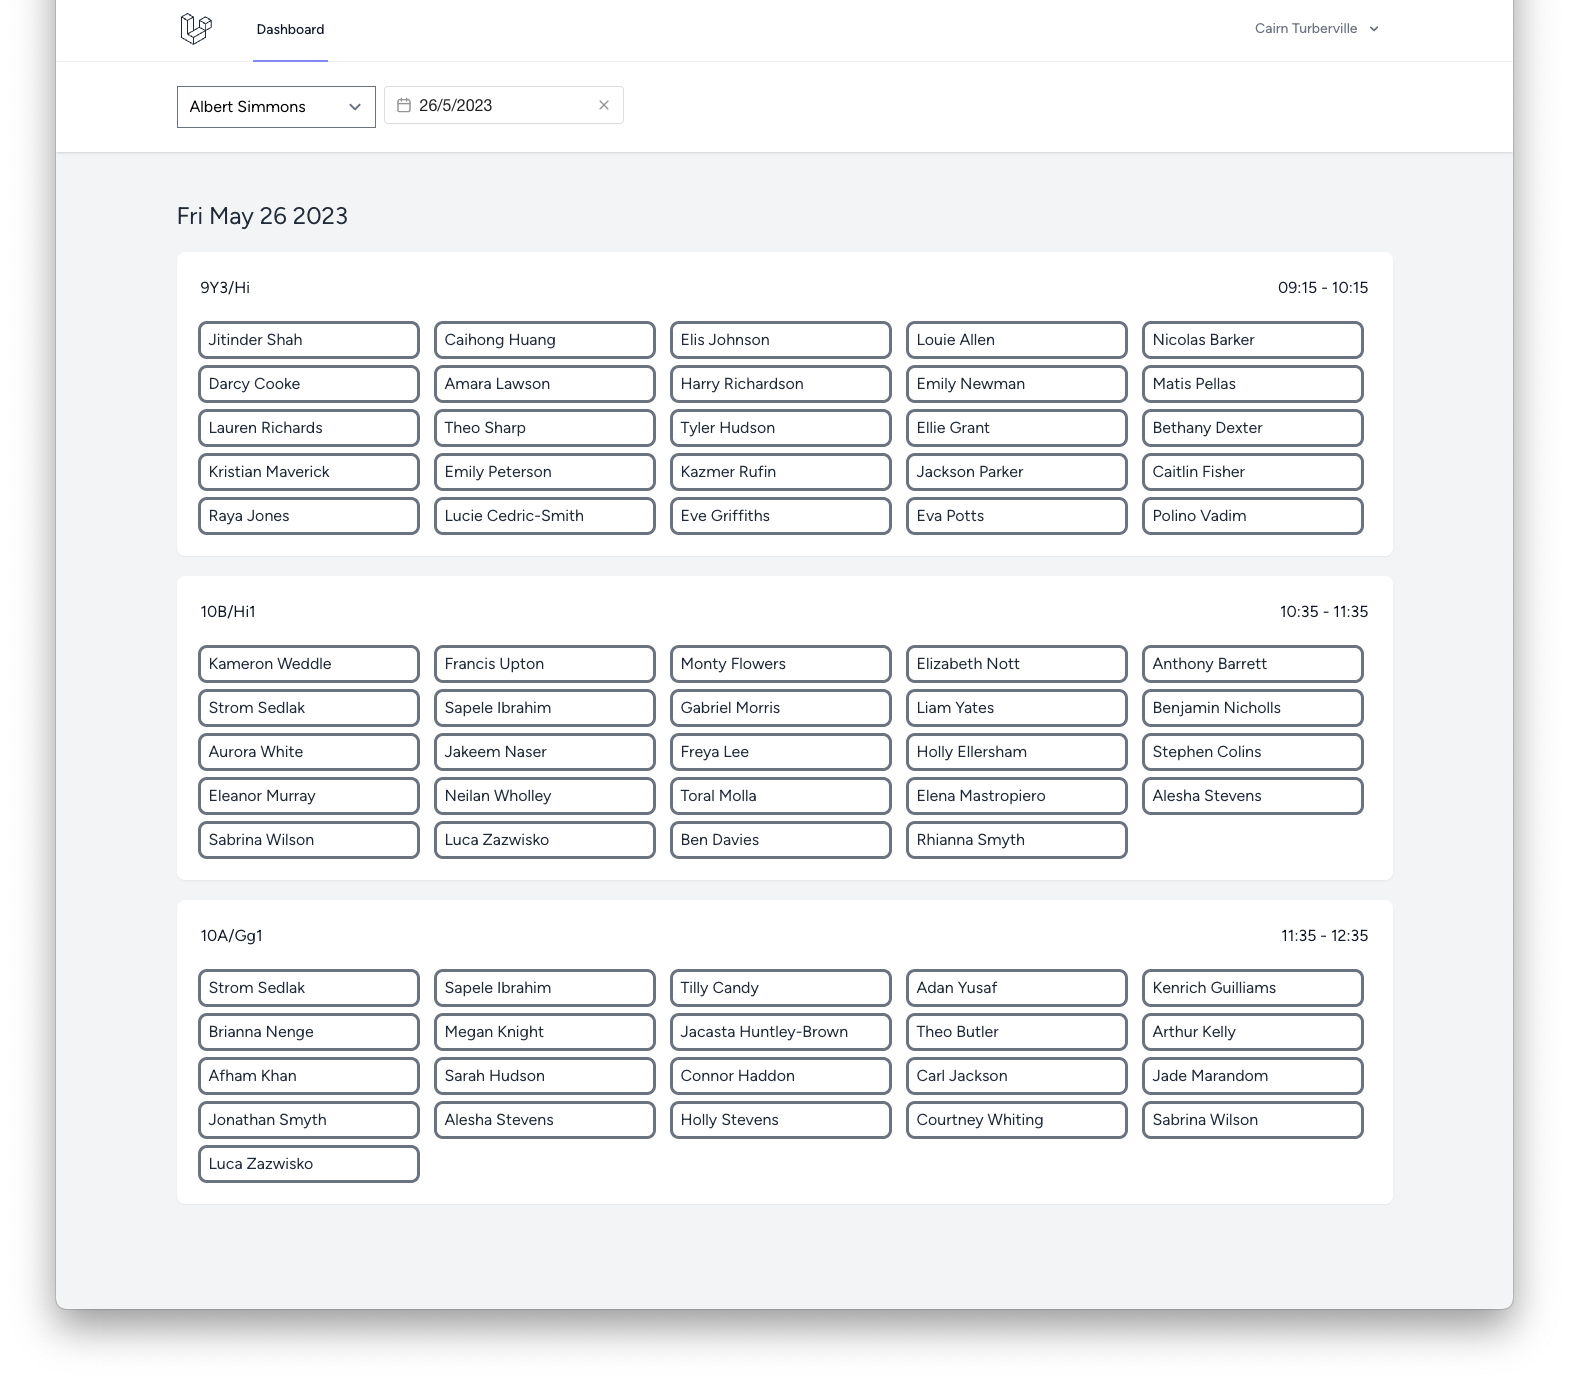 Dashboard Cairn Turberville
Albert Simmons 26/5/2023
Fri May 26 2023
9Y3/Hi 09:15 - 10:15
Jitinder Shah Caihong Huang Elis Johnson Louie Allen Nicolas Barker
Darcy Cooke Amara Lawson Harry Richardson Emily Newman Matis Pellas
Lauren Richards Theo Sharp Tyler Hudson Ellie Grant Bethany Dexter
Kristian Maverick Emily Peterson Kazmer Rufin Jackson Parker Caitlin Fisher
Raya Jones Lucie Cedric-Smith Eve Griffiths Eva Potts Polino Vadim
10B/Hi1 10:35 - 11:35
Kameron Weddle Francis Upton Monty Flowers Elizabeth Nott Anthony Barrett
Strom Sedlak Sapele Ibrahim Gabriel Morris Liam Yates Benjamin Nicholls
Aurora White Jakeem Naser Freya Lee Holly Ellersham Stephen Colins
Eleanor Murray Neilan Wholley Toral Molla Elena Mastropiero Alesha Stevens
Sabrina Wilson Luca Zazwisko Ben Davies Rhianna Smyth
10A/Gg1 11:35 - 12:35
Strom Sedlak Sapele Ibrahim Tilly Candy Adan Yusaf Kenrich Guilliams
Brianna Nenge Megan Knight Jacasta Huntley-Brown Theo Butler Arthur Kelly
Afham Khan Sarah Hudson Connor Haddon Carl Jackson Jade Marandom
Jonathan Smyth Alesha Stevens Holly Stevens Courtney Whiting Sabrina Wilson
Luca Zazwisko